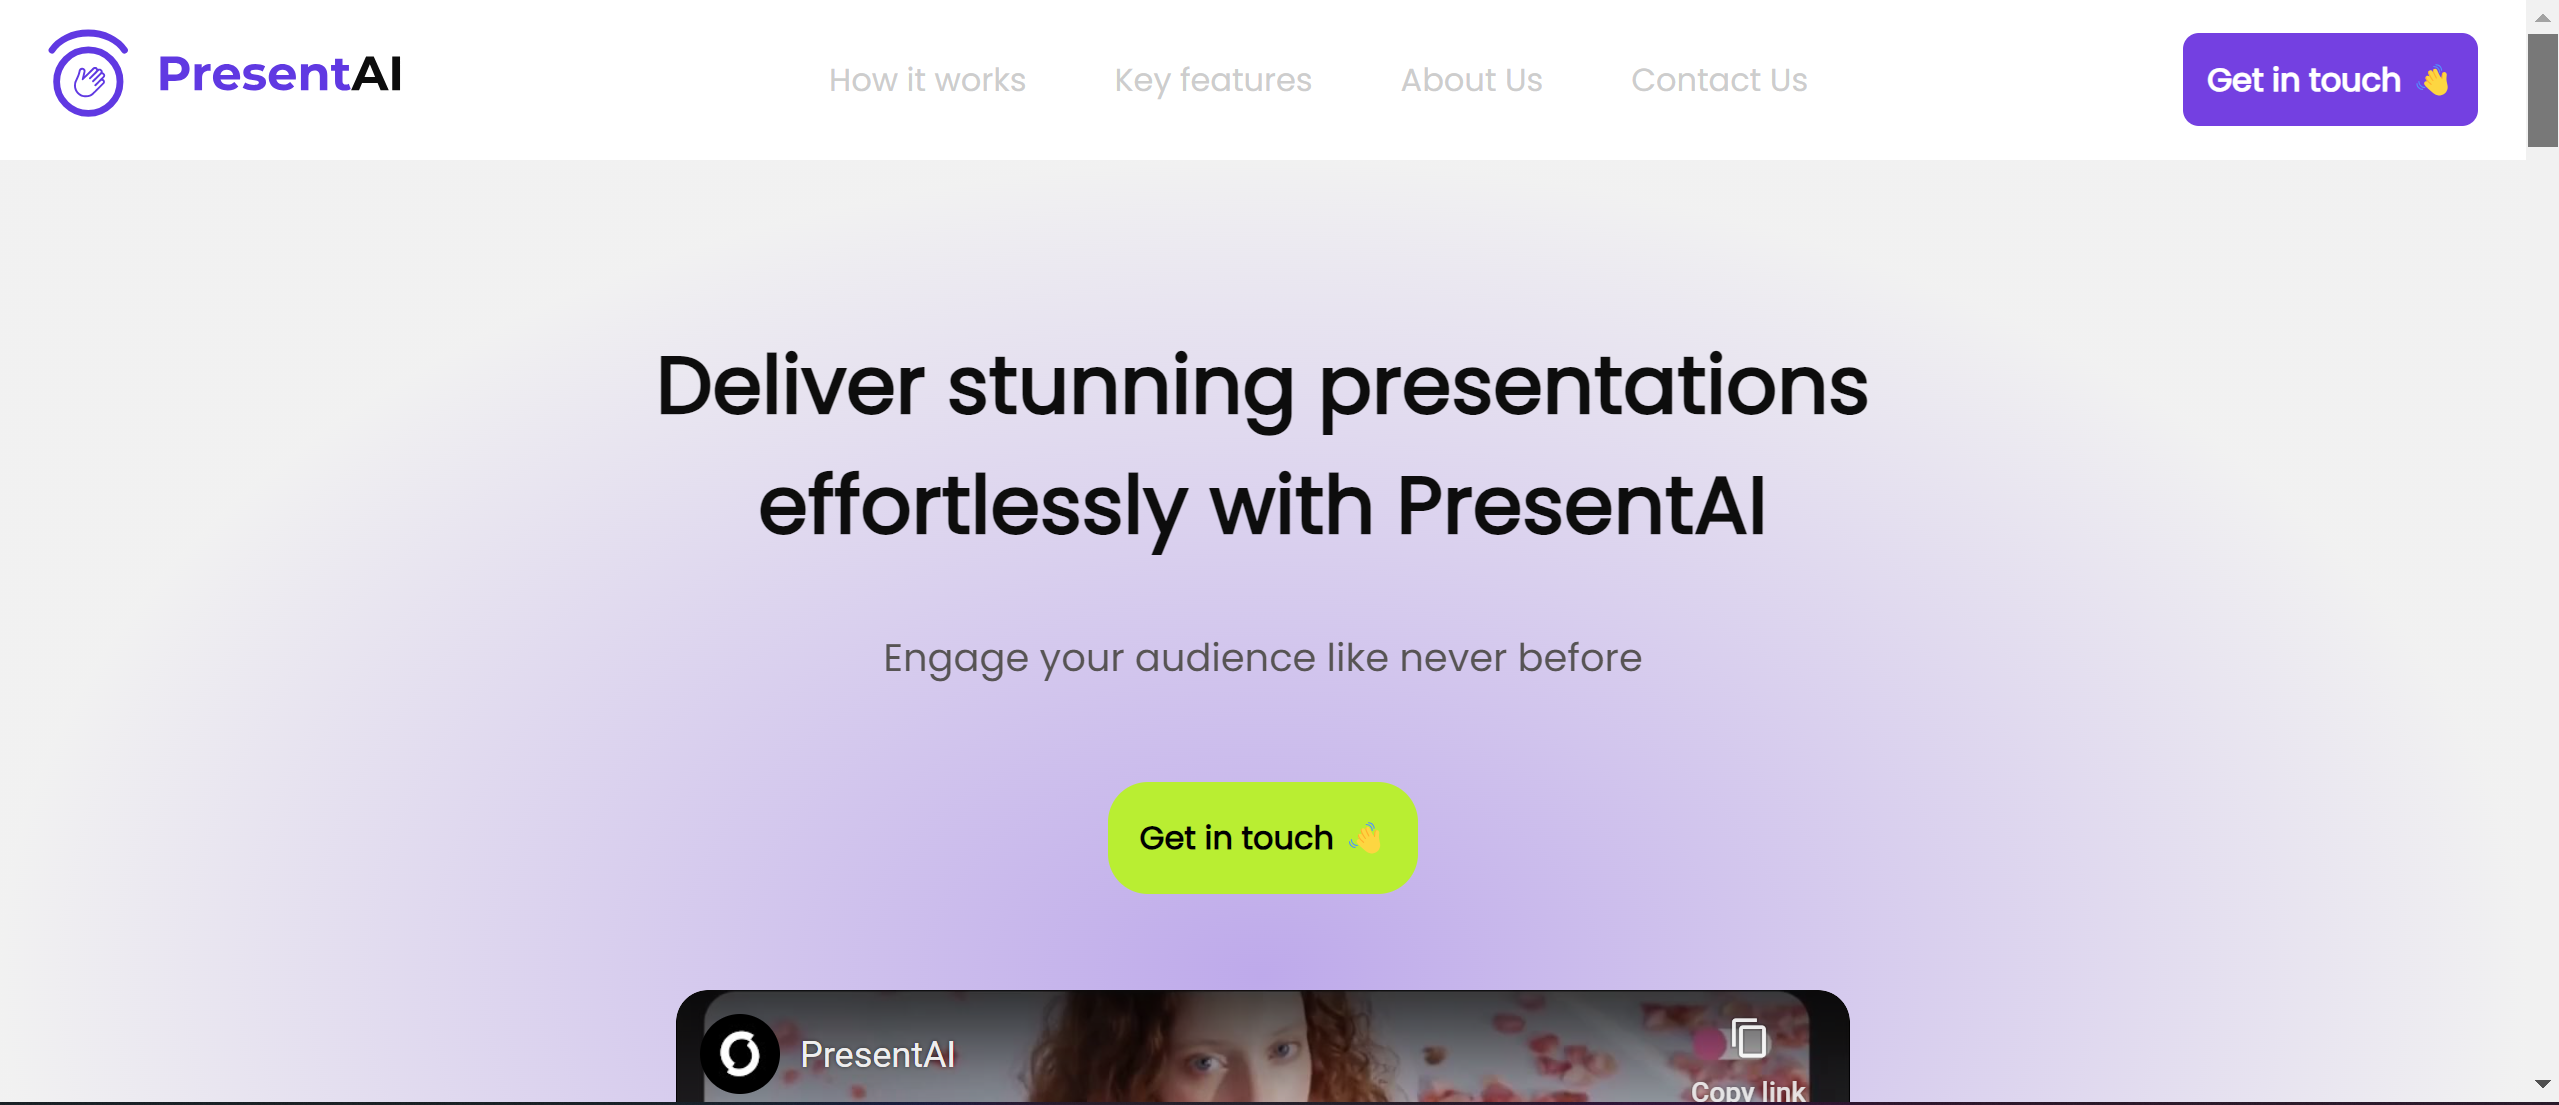 PresentAI
How it works
Key features
About Us
Contact Us
Get in touch 👋
Deliver stunning presentations
effortlessly with PresentAI
Engage your audience like never before
Get in touch 👋
PresentAI
Copy link